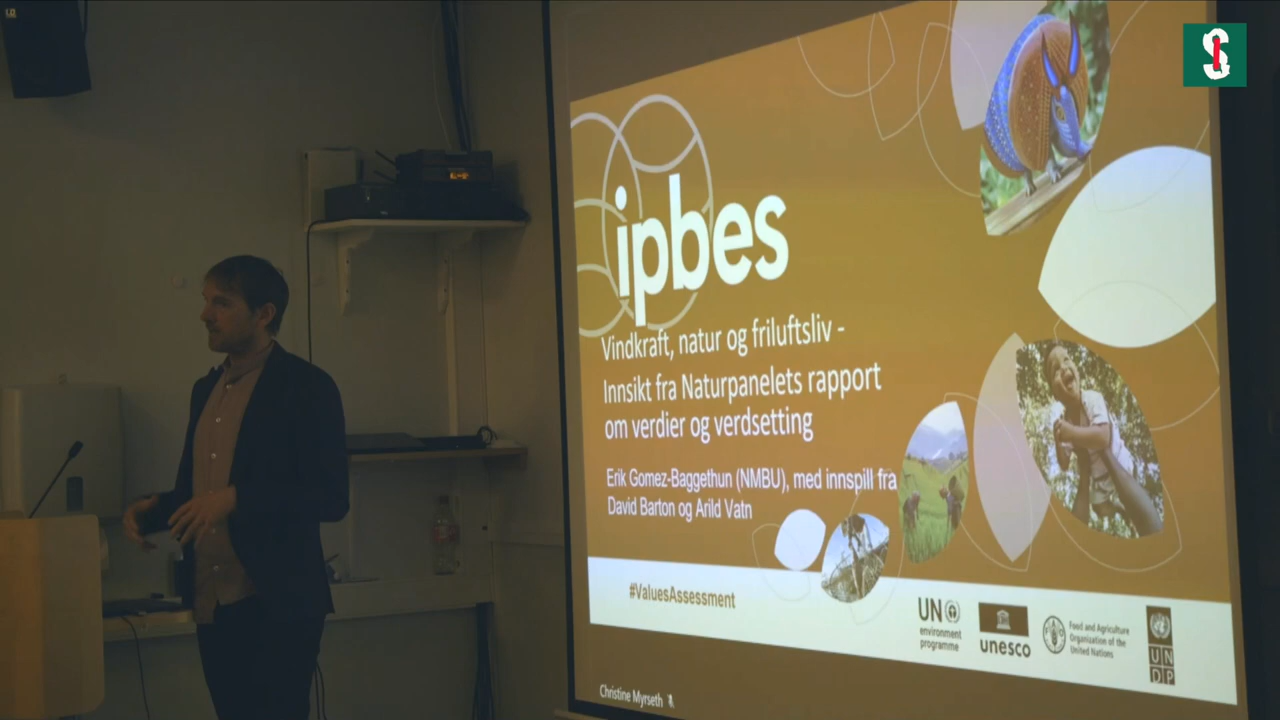 ipbes
Vindkraft, natur og friluftsliv -
Innsikt fra Naturpanelets rapport
om verdier og verdsetting
Erik Gomez-Baggethun (NMBU), med innspill fra
David Barton og Arild Vatn
#ValuesAssessment
UN
environment
programme
unesco
Food and Agriculture
Organization of the
United Nations
UN
DP
Christine Myrseth